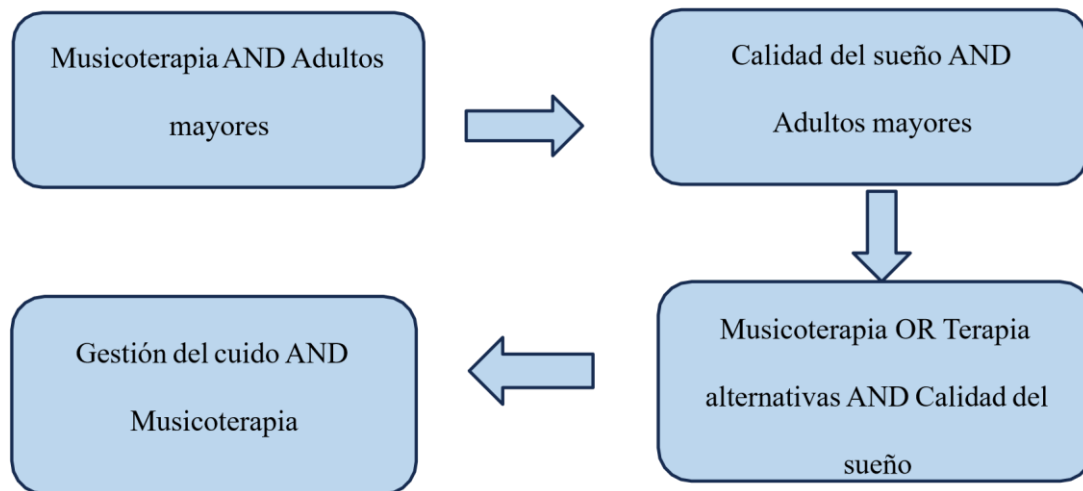 Musicoterapia AND Adultos
mayores
Calidad del sueño AND
Adultos mayores
Musicoterapia OR Terapia
alternativas AND Calidad del
sueño
Gestión del cuido AND
Musicoterapia